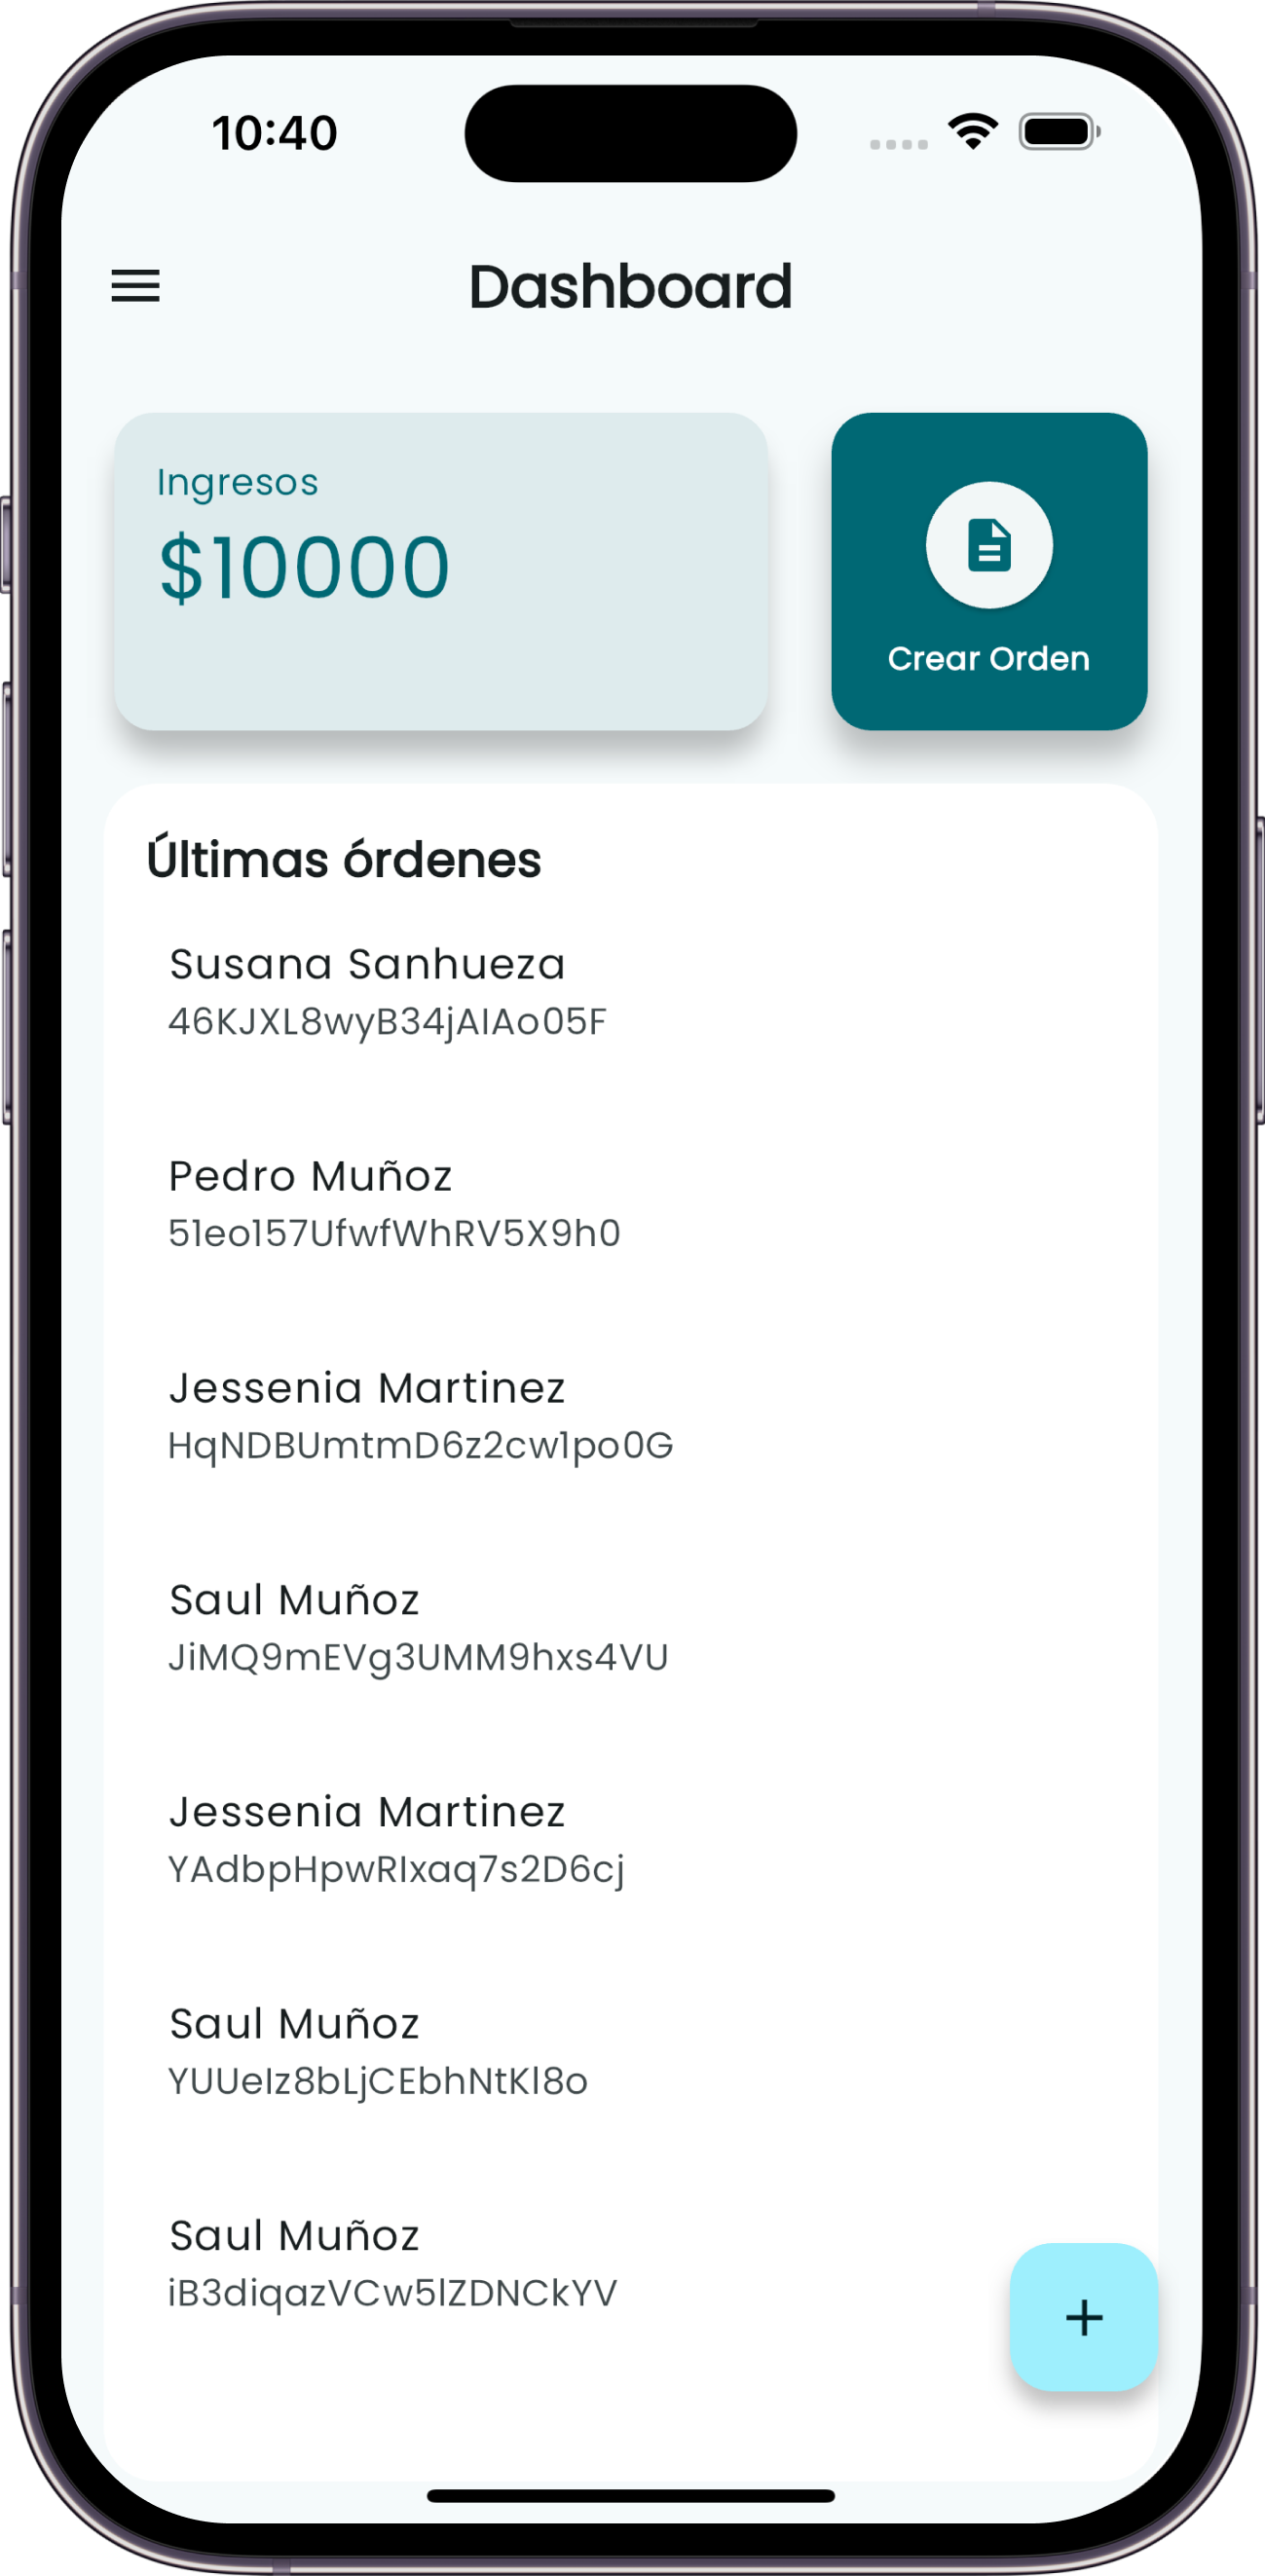 10:40
Dashboard
Ingresos
$10000
Crear Orden
Últimas órdenes
Susana Sanhueza
46KJXL8wyB34jAIAo05F
Pedro Muñoz
51eo157UfwfWhRV5X9h0
Jessenia Martinez
HqNDBUmtmD6z2cw1po0G
Saul Muñoz
JiMQ9mEVg3UMM9hxs4VU
Jessenia Martinez
YAdbpHpwRIxaq7s2D6cj
Saul Muñoz
YUUeIz8bLjCEbhNtKl8o
Saul Muñoz
iB3diqazVCw5lZDNCkYV